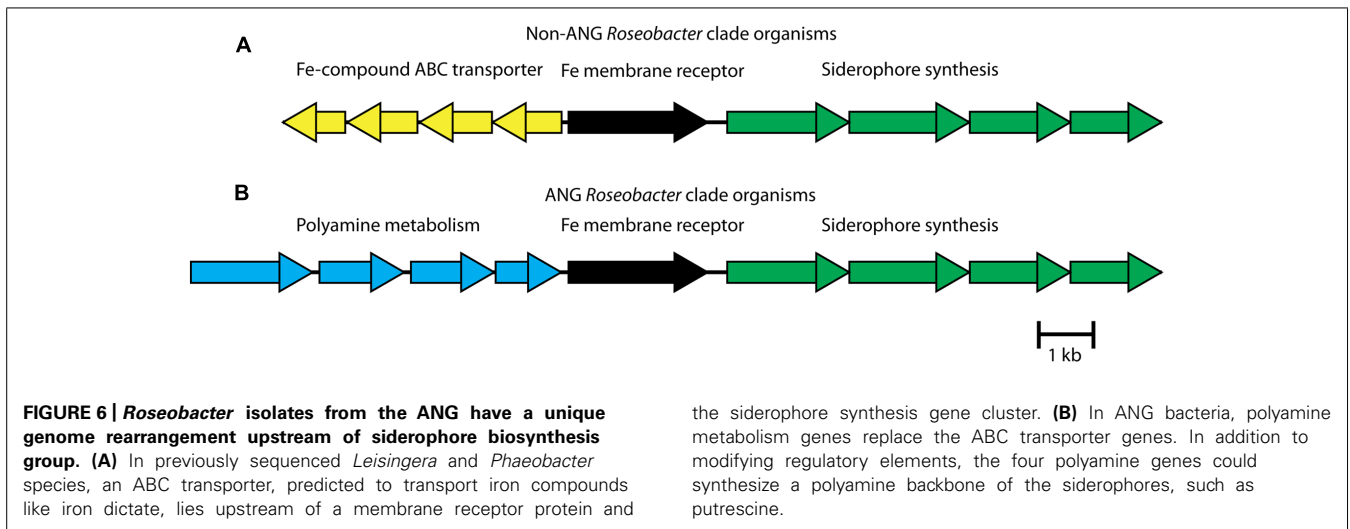 A
Non-ANG Roseobacter clade organisms
Fe-compound ABC transporter Fe membrane receptor Siderophore synthesis
B
ANG Roseobacter clade organisms
Polyamine metabolism Fe membrane receptor Siderophore synthesis
1 kb
FIGURE 6 | Roseobacter isolates from the ANG have a unique
genome rearrangement upstream of siderophore biosynthesis
group. (A) In previously sequenced Leisingera and Phaeobacter
species, an ABC transporter, predicted to transport iron compounds
like iron dictate, lies upstream of a membrane receptor protein and
the siderophore synthesis gene cluster. (B) In ANG bacteria, polyamine
metabolism genes replace the ABC transporter genes. In addition to
modifying regulatory elements, the four polyamine genes could
synthesize a polyamine backbone of the siderophores, such as
putrescine.